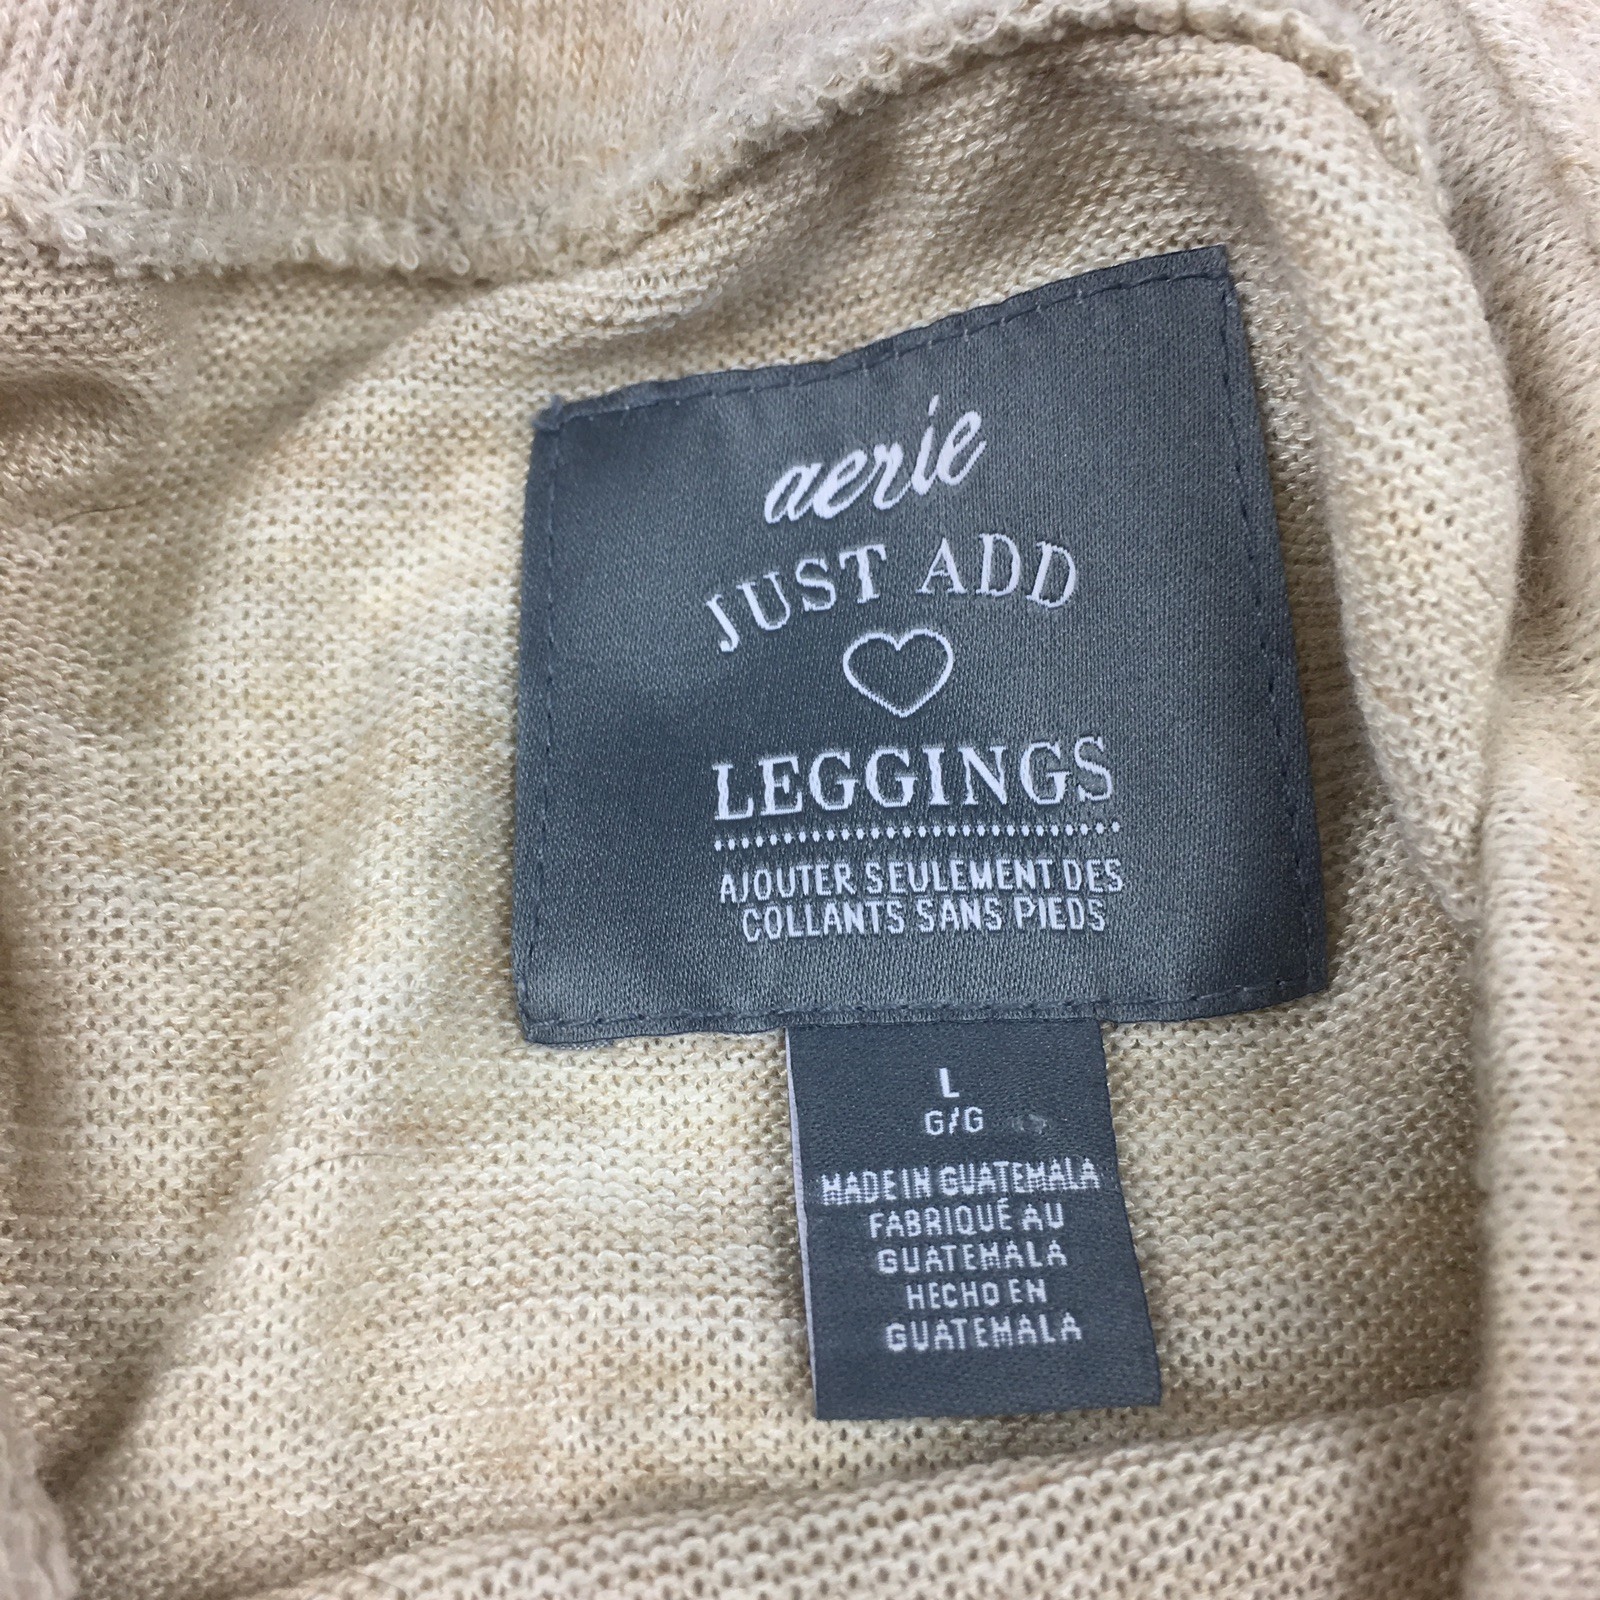 aerie
JUST ADD
LEGGINGS
AJOUTER SEULEMENT DES
COLLANTS SANS PIEDS
L
G/G
MADE IN GUATEMALA
FABRIQUÉ AU
GUATEMALA
HECHO EN
GUATEMALA